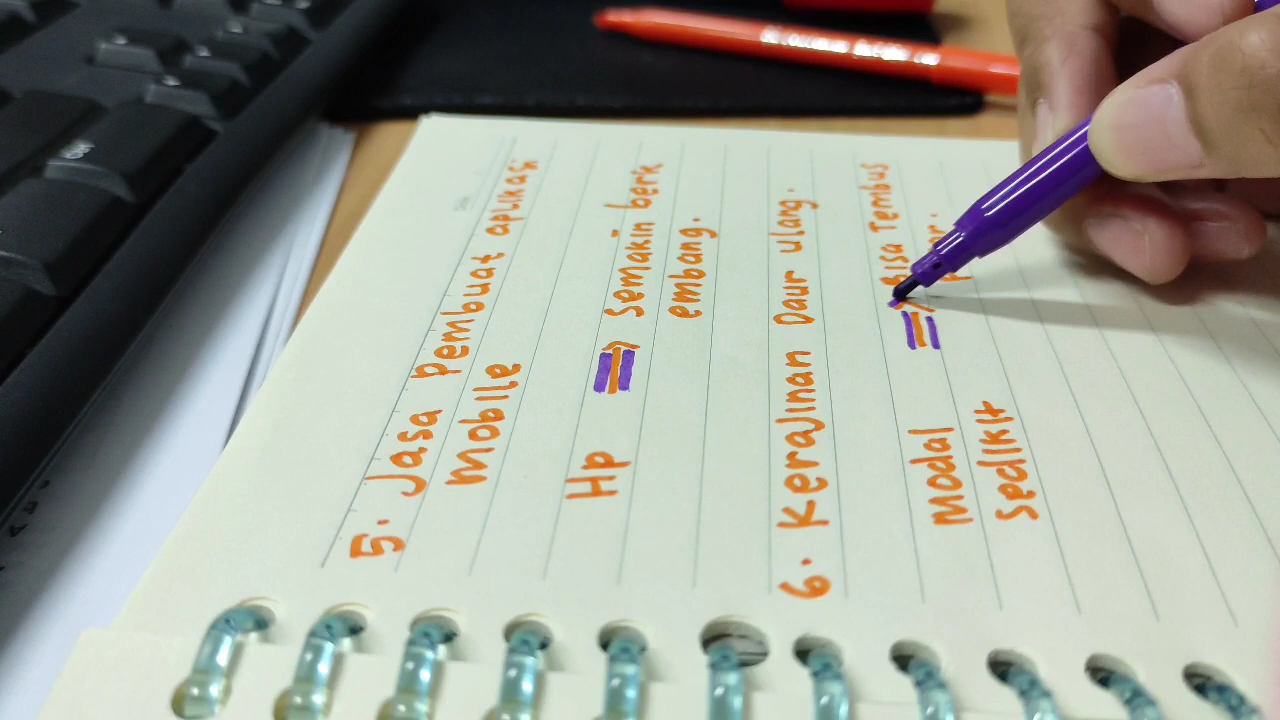 5. Jasa pembuat aplikasi
mobile
Hp => semakin berk
embang.
6. Kerajinan Daur ulang.
modal => Bisa Tembus
sedikit